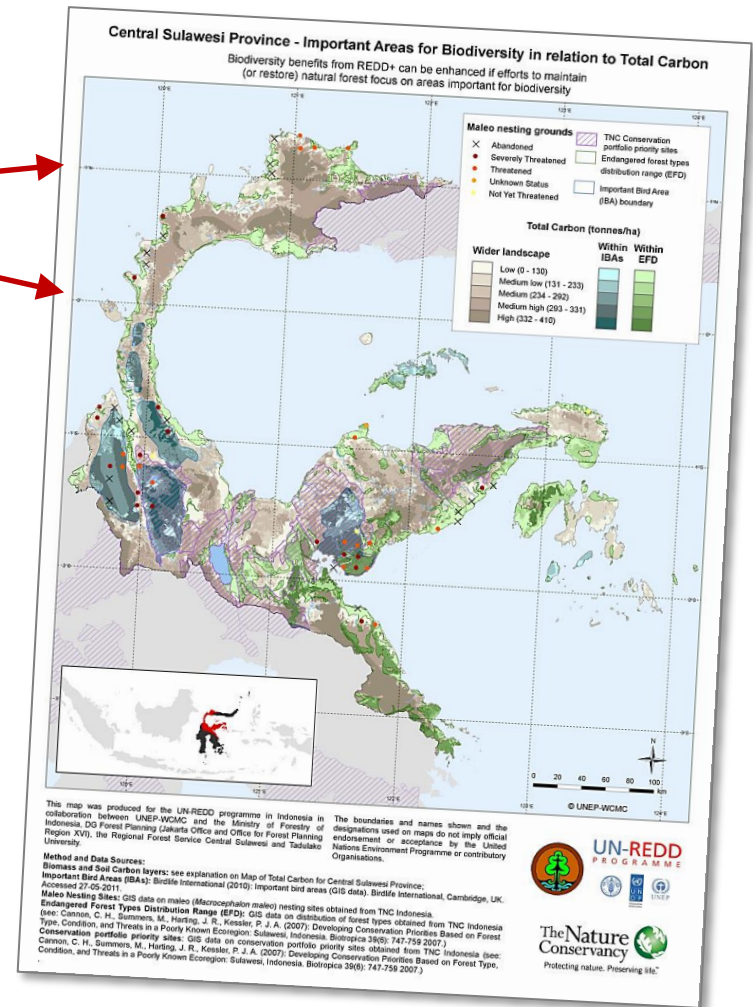 Central Sulawesi Province - Important Areas for Biodiversity in relation to Total Carbon
Biodiversity benefits from REDD+ can be enhanced if efforts to maintain
(or restore) natural forest focus on areas important for biodiversity
120°E
121°E
122°E
123°E
124°E
Maleo nesting grounds
Abandoned
Severely Threatened
Threatened
Unknown Status
Not Yet Threatened
TNC Conservation
portfolio priority sites
Endangered forest types
distribution range (EFD)
Important Bird Area
(IBA) boundary
Total Carbon (tonnes/ha)
Wider landscape
Within
IBAs
Within
EFD
Low (0 - 130)
Medium low (131 - 233)
Medium (234 - 292)
Medium high (293 - 331)
High (332 - 410)
N
0 20 40 60 80 100
km
© UNEP-WCMC
120°E
121°E
122°E
123°E
124°E
This map was produced for the UN-REDD programme in Indonesia in
collaboration between UNEP-WCMC and the Ministry of Forestry of
Indonesia, DG Forest Planning (Jakarta Office and Office for Forest Planning
Region XVI), the Regional Forest Service Central Sulawesi and Tadulako
University.
The boundaries and names shown and the
designations used on maps do not imply official
endorsement or acceptance by the United
Nations Environment Programme or contributory
Organisations.
Method and Data Sources:
Biomass and Soil Carbon layers: see explanation on Map of Total Carbon for Central Sulawesi Province;
Important Bird Areas (IBAs): Birdlife International (2010): Important bird areas (GIS data). Birdlife International, Cambridge, UK.
Accessed 27-05-2011.
Maleo Nesting Sites: GIS data on maleo (Macrocephalon maleo) nesting sites obtained from TNC Indonesia.
Endangered Forest Types Distribution Range (EFD): GIS data on distribution of forest types obtained from TNC Indonesia
(see: Cannon, C. H., Summers, M., Harting, J. R., Kessler, P. J. A. (2007): Developing Conservation Priorities Based on Forest
Type, Condition, and Threats in a Poorly Known Ecoregion: Sulawesi, Indonesia. Biotropica 39(6): 747-759 2007.)
Conservation portfolio priority sites: GIS data on conservation portfolio priority sites obtained from TNC Indonesia (see:
Cannon, C. H., Summers, M., Harting, J. R., Kessler, P. J. A. (2007): Developing Conservation Priorities Based on Forest Type,
Condition, and Threats in a Poorly Known Ecoregion: Sulawesi, Indonesia. Biotropica 39(6): 747-759 2007.)
UN-REDD
PROGRAMME
UNEP
The Nature
Conservancy
Protecting nature. Preserving life.™